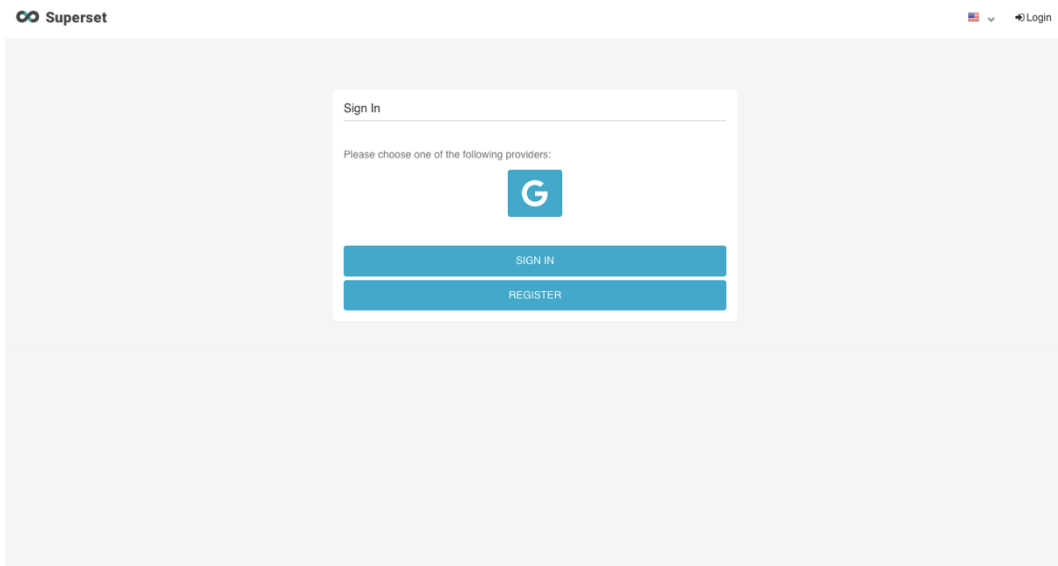 Superset
Login
Sign In
Please choose one of the following providers:
G
SIGN IN
REGISTER